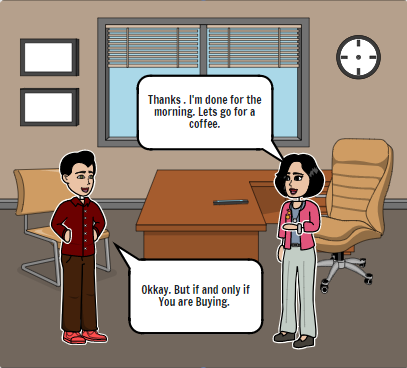 Thanks . I'm done for the
morning. Lets go for a
coffee.
Okkay. But if and only if
You are Buying.